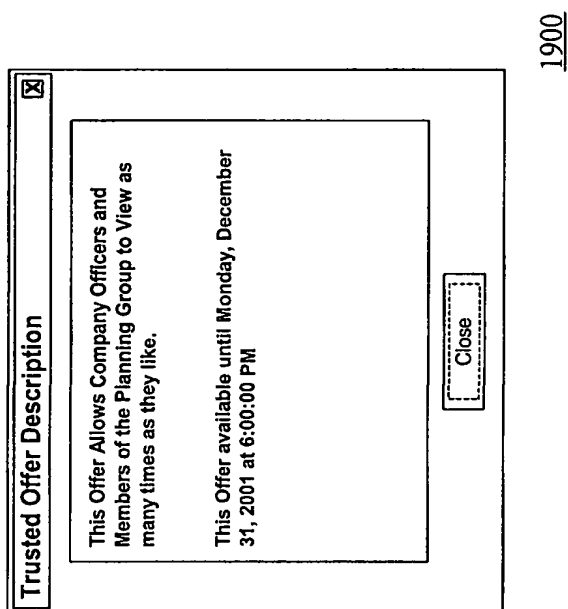 Trusted Offer Description
This Offer Allows Company Officers and
Members of the Planning Group to View as
many times as they like.
This Offer available until Monday, December
31, 2001 at 6:00:00 PM
Close
1900